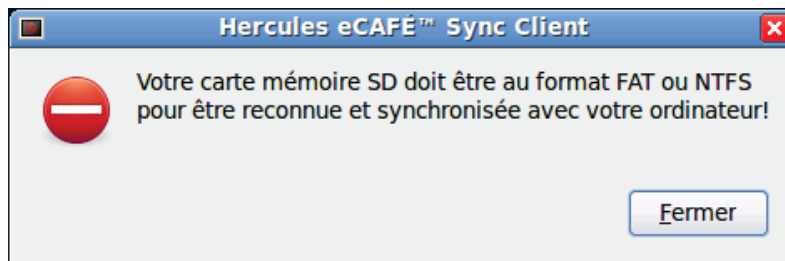 Hercules eCAFÉ™ Sync Client
Votre carte mémoire SD doit être au format FAT ou NTFS
pour être reconnue et synchronisée avec votre ordinateur!
Fermer